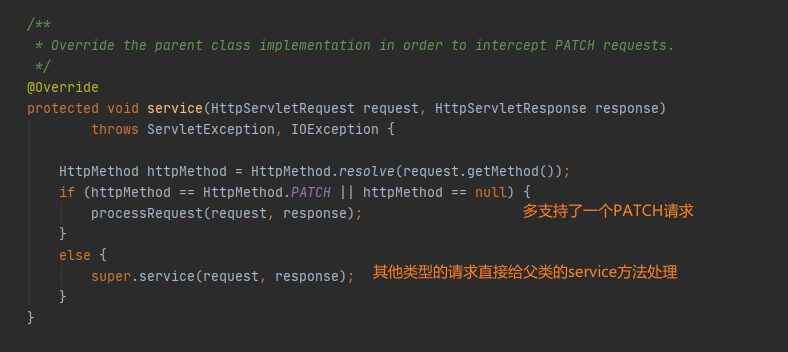 /**
 * Override the parent class implementation in order to intercept PATCH requests.
 */
@Override
protected void service(HttpServletRequest request, HttpServletResponse response)
        throws ServletException, IOException {
    HttpMethod httpMethod = HttpMethod.resolve(request.getMethod());
    if (httpMethod == HttpMethod.PATCH || httpMethod == null) {
        processRequest(request, response); 多支持了一个PATCH请求
    }
    else {
        super.service(request, response); 其他类型的请求直接给父类的service方法处理
    }
}